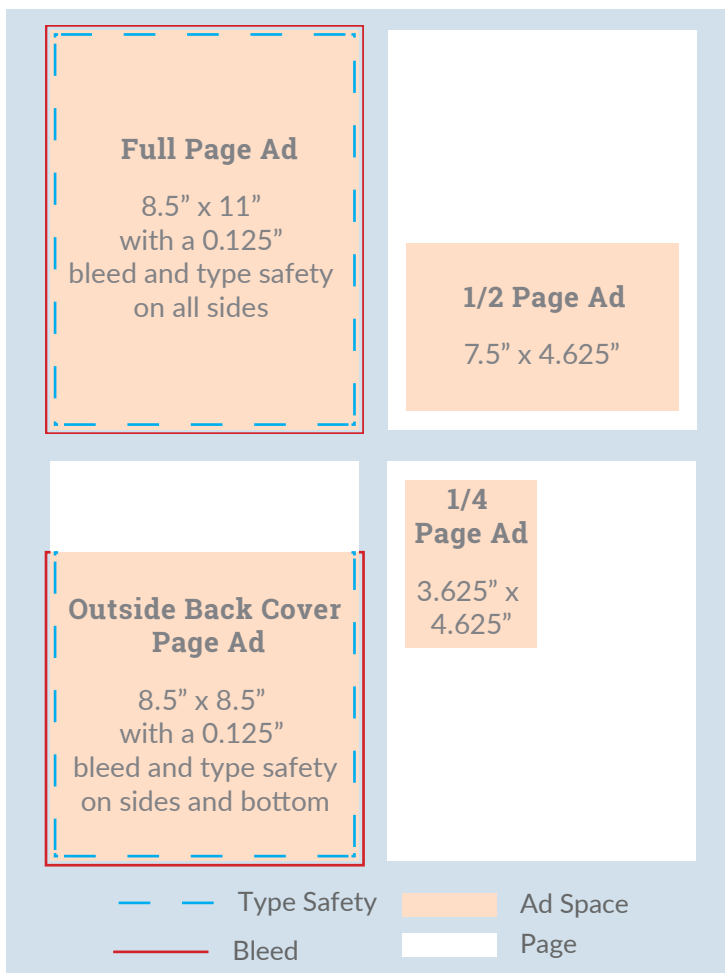 Full Page Ad
8.5” x 11”
with a 0.125”
bleed and type safety
on all sides
1/2 Page Ad
7.5” x 4.625”
Outside Back Cover
Page Ad
8.5” x 8.5”
with a 0.125”
bleed and type safety
on sides and bottom
1/4
Page Ad
3.625” x
4.625”
Type Safety
Ad Space
Bleed
Page